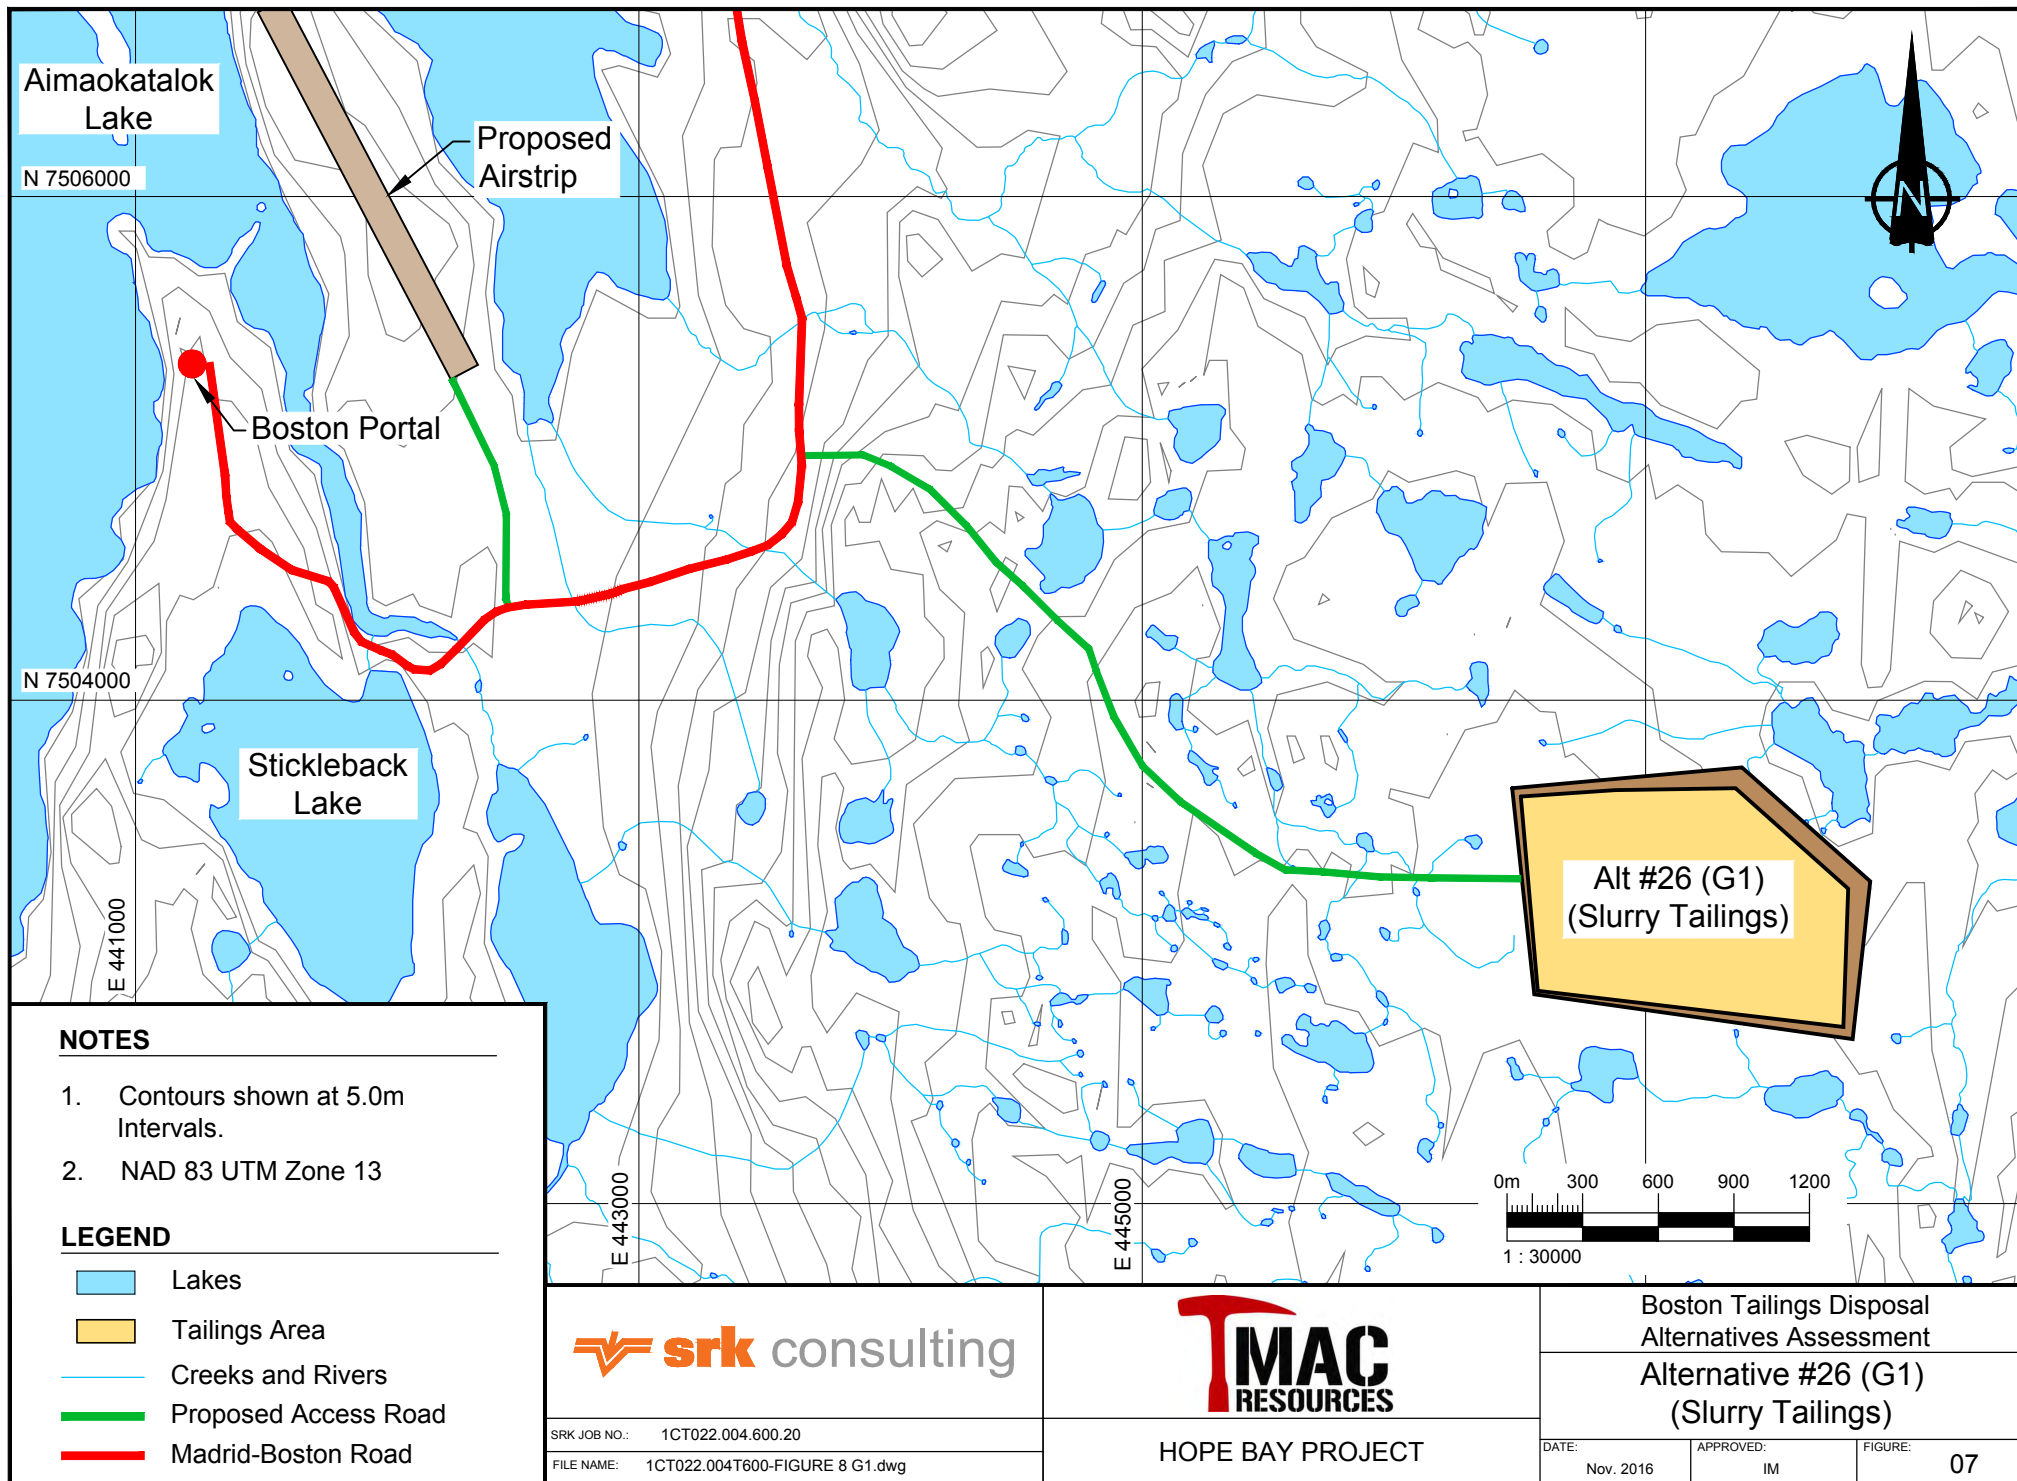 Aimaokatalok
Lake
Proposed
Airstrip
N 7506000
N
Boston Portal
N 7504000
Stickleback
Lake
Alt #26 (G1)
(Slurry Tailings)
E 441000
E 443000
E 445000
NOTES
1. Contours shown at 5.0m
Intervals.
2. NAD 83 UTM Zone 13
LEGEND
Lakes
Tailings Area
Creeks and Rivers
Proposed Access Road
Madrid-Boston Road
0m 300 600 900 1200
1 : 30000
srk consulting
SRK JOB NO.: 1CT022.004.600.20
FILE NAME: 1CT022.004T600-FIGURE 8 G1.dwg
TMAC
RESOURCES
HOPE BAY PROJECT
Boston Tailings Disposal
Alternatives Assessment
Alternative #26 (G1)
(Slurry Tailings)
DATE: Nov. 2016
APPROVED: IM
FIGURE: 07